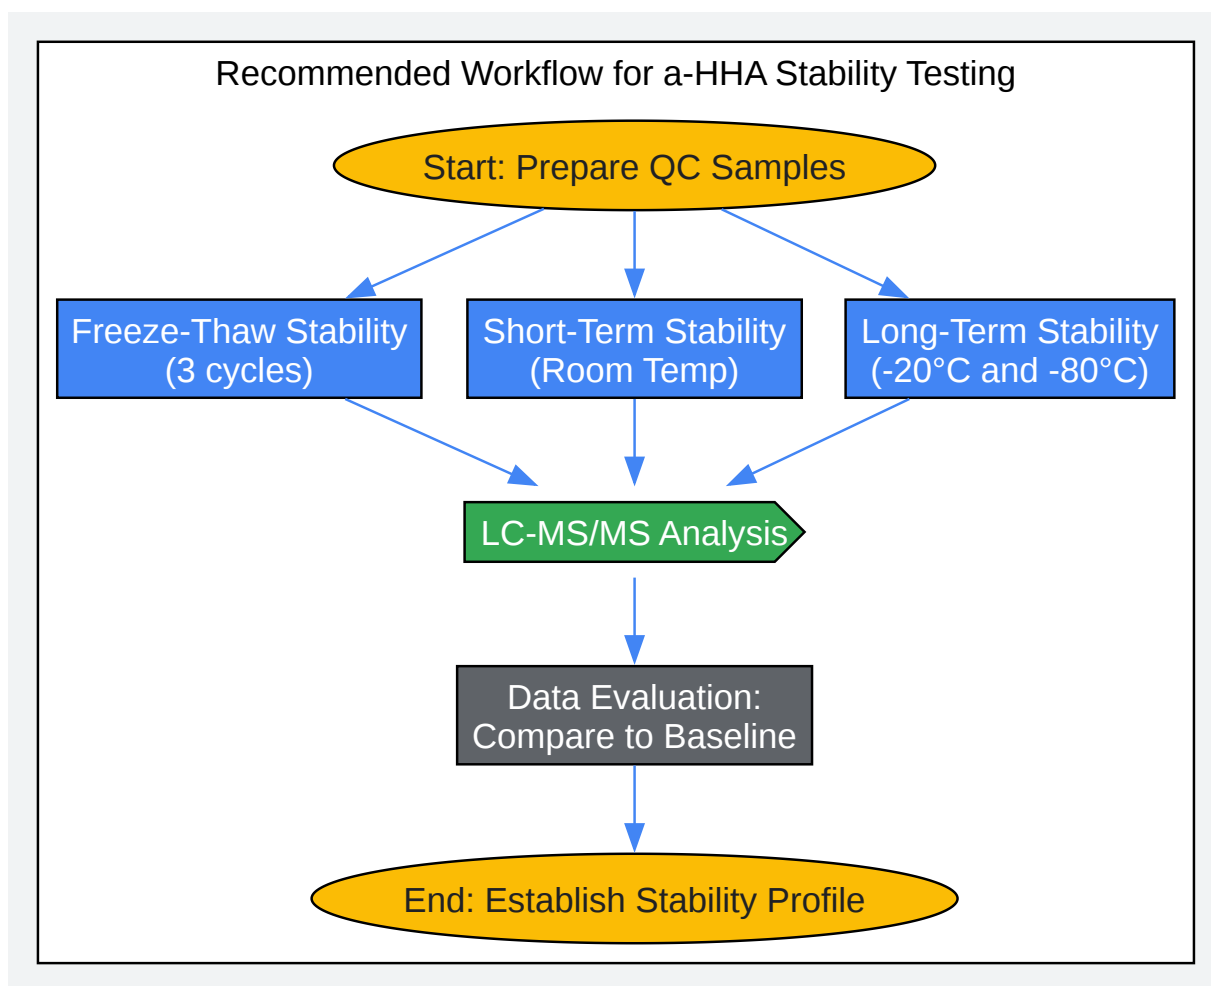 Recommended Workflow for a-HHA Stability Testing
Start: Prepare QC Samples
Freeze-Thaw Stability
(3 cycles)
Short-Term Stability
(Room Temp)
Long-Term Stability
(-20°C and -80°C)
LC-MS/MS Analysis
Data Evaluation:
Compare to Baseline
End: Establish Stability Profile